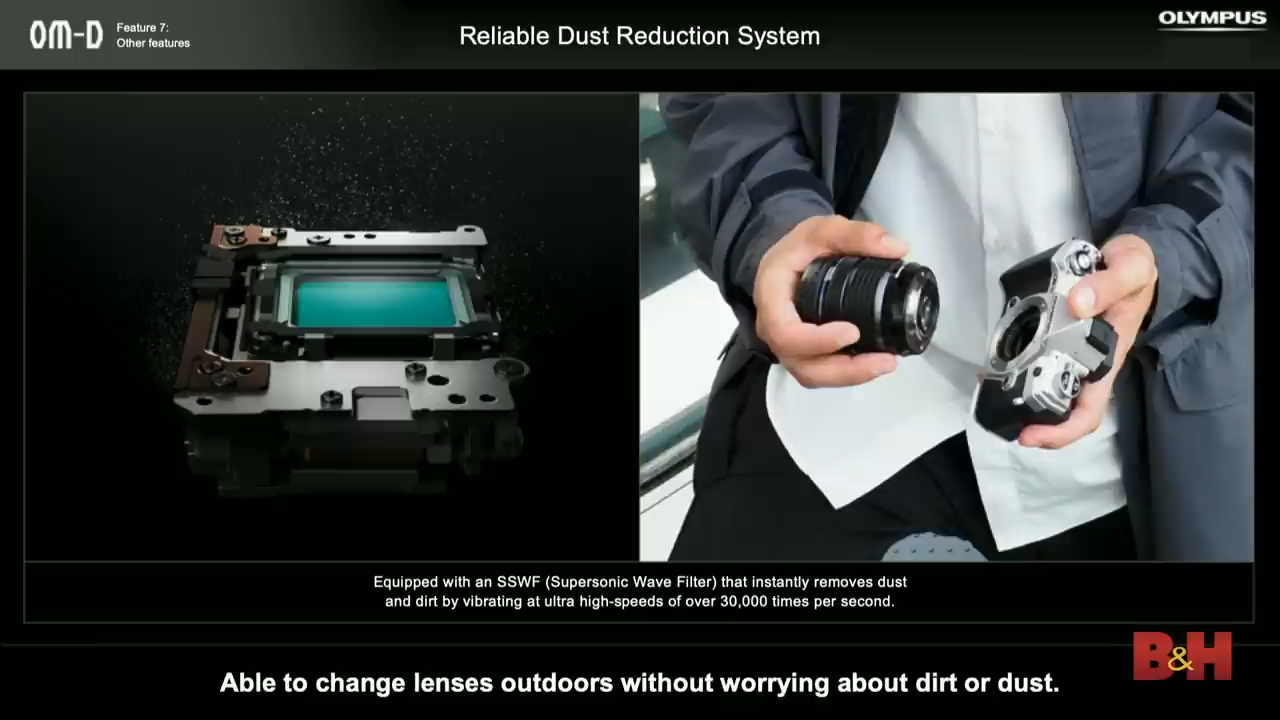 OM-D
Feature 7:
Other features
Reliable Dust Reduction System
OLYMPUS
Equipped with an SSWF (Supersonic Wave Filter) that instantly removes dust
and dirt by vibrating at ultra high-speeds of over 30,000 times per second.
B&H
Able to change lenses outdoors without worrying about dirt or dust.